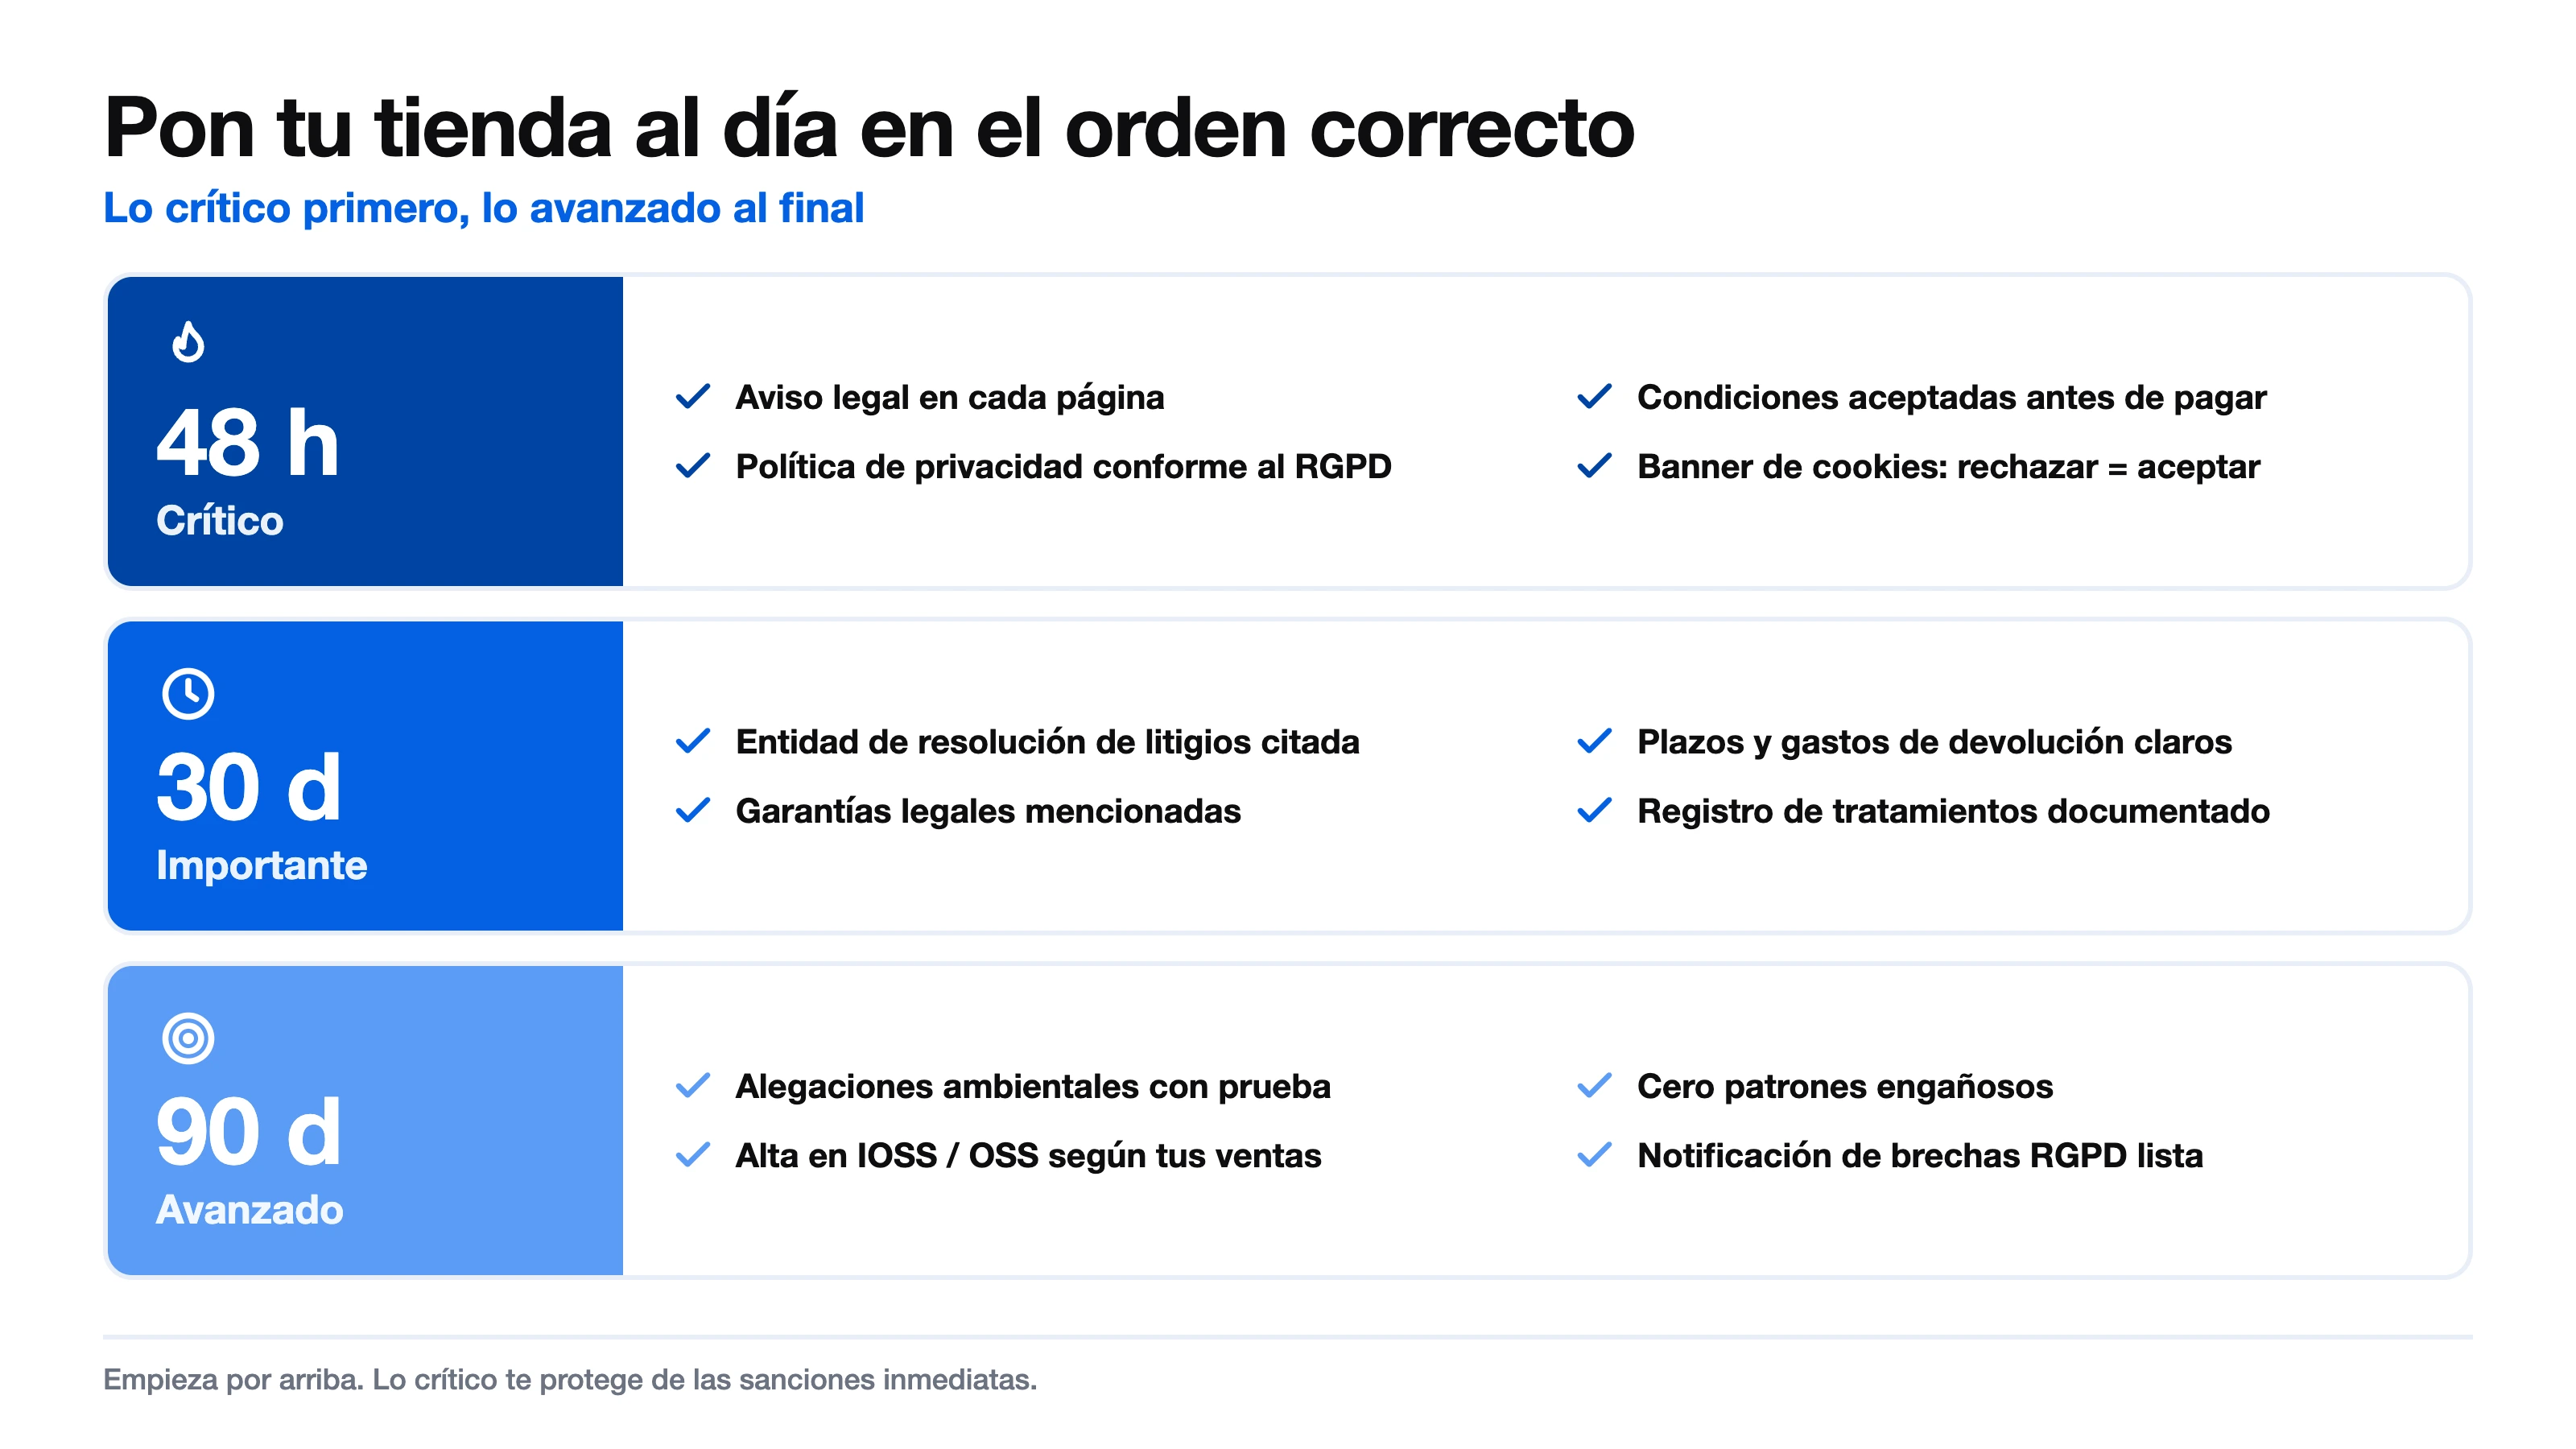 Pon tu tienda al día en el orden correcto
Lo crítico primero, lo avanzado al final
48 h
Crítico
Aviso legal en cada página
Política de privacidad conforme al RGPD
Condiciones aceptadas antes de pagar
Banner de cookies: rechazar = aceptar
30 d
Importante
Entidad de resolución de litigios citada
Garantías legales mencionadas
Plazos y gastos de devolución claros
Registro de tratamientos documentado
90 d
Avanzado
Alegaciones ambientales con prueba
Alta en IOSS / OSS según tus ventas
Cero patrones engañosos
Notificación de brechas RGPD lista
Empieza por arriba. Lo crítico te protege de las sanciones inmediatas.